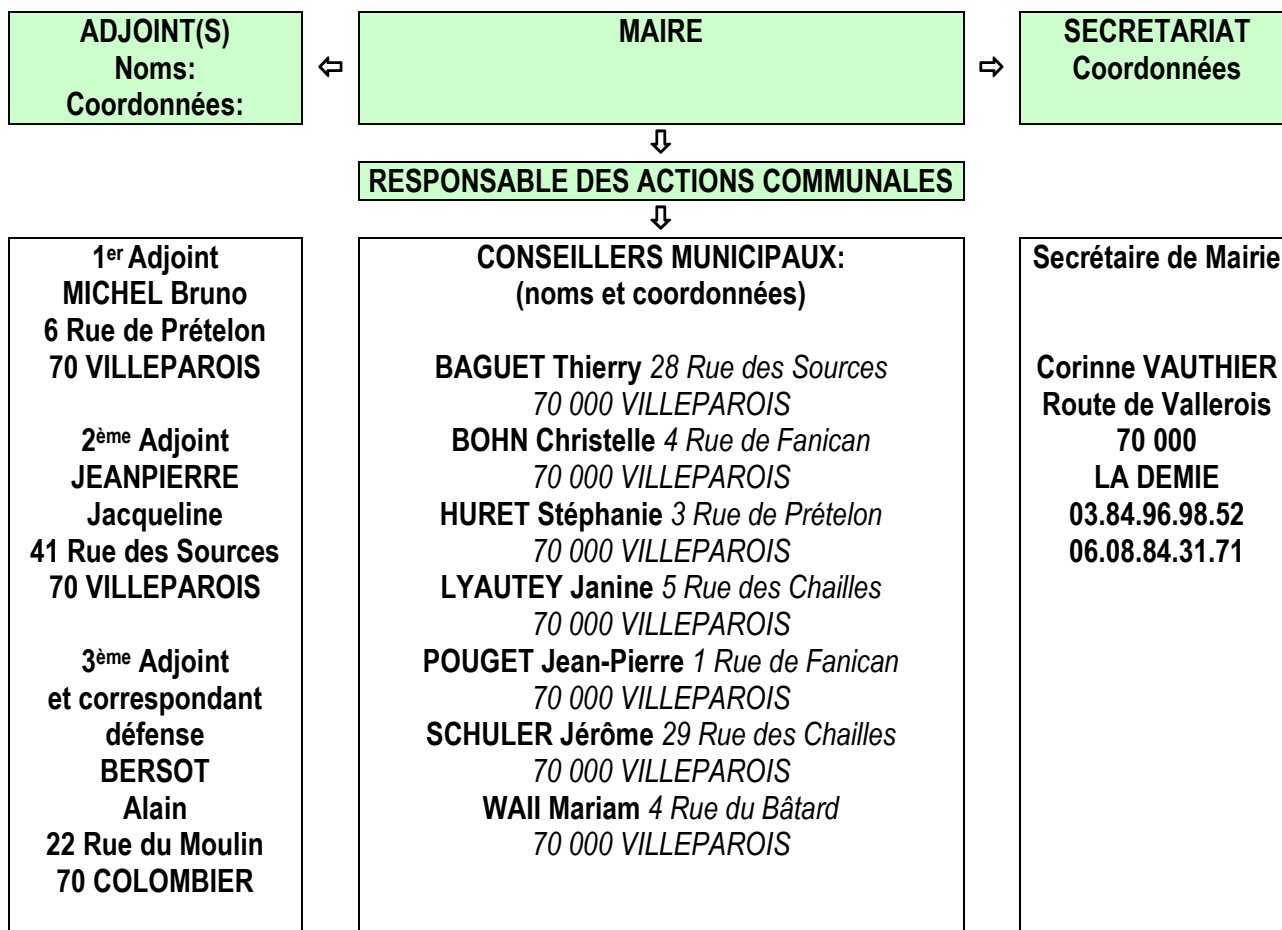 ADJOINT(S)
Noms:
Coordonnées:
⇦
MAIRE
⇨
SECRETARIAT
Coordonnées
⇩
RESPONSABLE DES ACTIONS COMMUNALES
⇩
1er Adjoint
MICHEL Bruno
6 Rue de Prételon
70 VILLEPAROIS
2ème Adjoint
JEANPIERRE
Jacqueline
41 Rue des Sources
70 VILLEPAROIS
3ème Adjoint
et correspondant
défense
BERSOT
Alain
22 Rue du Moulin
70 COLOMBIER
CONSEILLERS MUNICIPAUX:
(noms et coordonnées)
BAGUET Thierry 28 Rue des Sources
70 000 VILLEPAROIS
BOHN Christelle 4 Rue de Fanican
70 000 VILLEPAROIS
HURET Stéphanie 3 Rue de Prételon
70 000 VILLEPAROIS
LYAUTEY Janine 5 Rue des Chailles
70 000 VILLEPAROIS
POUGET Jean-Pierre 1 Rue de Fanican
70 000 VILLEPAROIS
SCHULER Jérôme 29 Rue des Chailles
70 000 VILLEPAROIS
WAll Mariam 4 Rue du Bâtard
70 000 VILLEPAROIS
Secrétaire de Mairie
Corinne VAUTHIER
Route de Vallerois
70 000
LA DEMIE
03.84.96.98.52
06.08.84.31.71